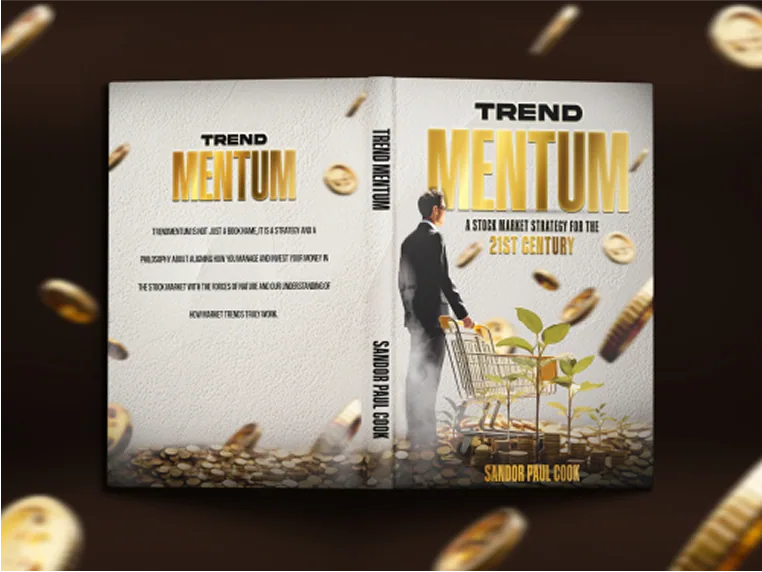 TREND
MENTUM
TRENDMENTUM IS NOT JUST A BOOK NAME, IT IS A STRATEGY AND A
PHILOSOPHY ABOUT ALIGNING HOW YOU MANAGE AND INVEST YOUR MONEY IN
THE STOCK MARKET WITH THE FORCES OF NATURE AND OUR UNDERSTANDING OF
HOW MARKET TRENDS TRULY WORK.
TREND MENTUM
SANDOR PAUL COOK
TREND
MENTUM
A STOCK MARKET STRATEGY FOR THE
21ST CENTURY
SANDOR PAUL COOK